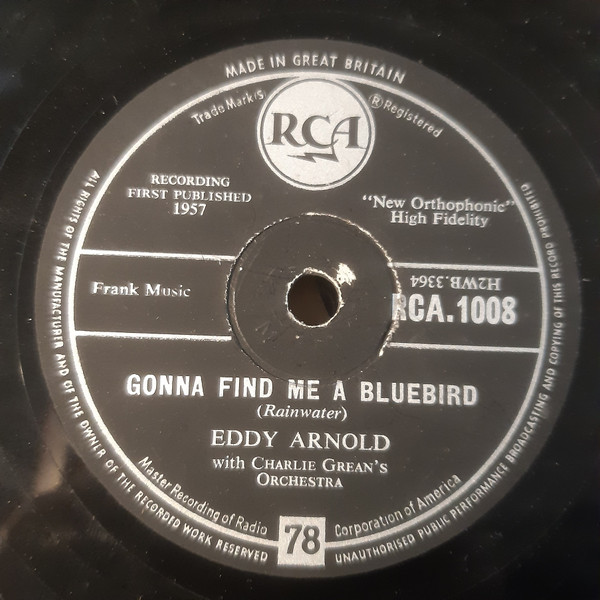 MADE IN GREAT BRITAIN
Trade Mark(s)
RCA
® Registered
RECORDING
FIRST PUBLISHED
1957
"New Orthophonic"
High Fidelity
Frank Music
H2WB.3364
RCA.1008
GONNA FIND ME A BLUEBIRD
(Rainwater)
EDDY ARNOLD
with CHARLIE GREAN'S
ORCHESTRA
Master Recording of Radio Corporation of America
78
ALL RIGHTS OF THE MANUFACTURER AND OF THE OWNER OF THE RECORDED WORK RESERVED
UNAUTHORISED PUBLIC PERFORMANCE BROADCASTING AND COPYING OF THIS RECORD PROHIBITED